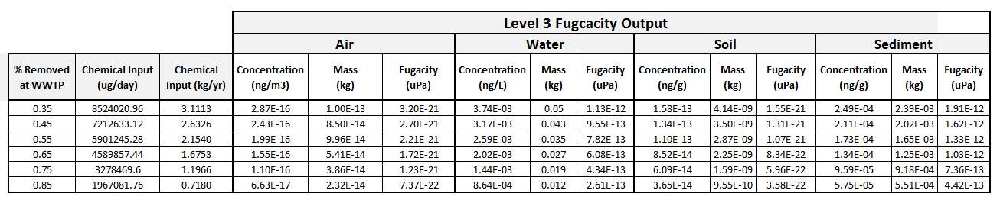 Level 3 Fugcacity Output
Air Water Soil Sediment
% Removed at WWTP Chemical Input (ug/day) Chemical Input (kg/yr) Concentration (ng/m3) Mass (kg) Fugacity (uPa) Concentration (ng/L) Mass (kg) Fugacity (uPa) Concentration (ng/g) Mass (kg) Fugacity (uPa) Concentration (ng/g) Mass (kg) Fugacity (uPa)
0.35 8524020.96 3.1113 2.87E-16 1.00E-13 3.20E-21 3.74E-03 0.05 1.13E-12 1.58E-13 4.14E-09 1.55E-21 2.49E-04 2.39E-03 1.91E-12
0.45 7212633.12 2.6326 2.43E-16 8.50E-14 2.70E-21 3.17E-03 0.043 9.55E-13 1.34E-13 3.50E-09 1.31E-21 2.11E-04 2.02E-03 1.62E-12
0.55 5901245.28 2.1540 1.99E-16 9.96E-14 2.21E-21 2.59E-03 0.035 7.82E-13 1.10E-13 2.87E-09 1.07E-21 1.73E-04 1.65E-03 1.33E-12
0.65 4589857.44 1.6753 1.55E-16 5.41E-14 1.72E-21 2.02E-03 0.027 6.08E-13 8.52E-14 2.25E-09 8.34E-22 1.34E-04 1.25E-03 1.03E-12
0.75 3278469.6 1.1966 1.10E-16 3.86E-14 1.23E-21 1.44E-03 0.019 4.34E-13 6.09E-14 1.59E-09 5.96E-22 9.59E-05 9.18E-04 7.36E-13
0.85 1967081.76 0.7180 6.63E-17 2.32E-14 7.37E-22 8.64E-04 0.012 2.61E-13 3.65E-14 9.55E-10 3.58E-22 5.75E-05 5.51E-04 4.42E-13